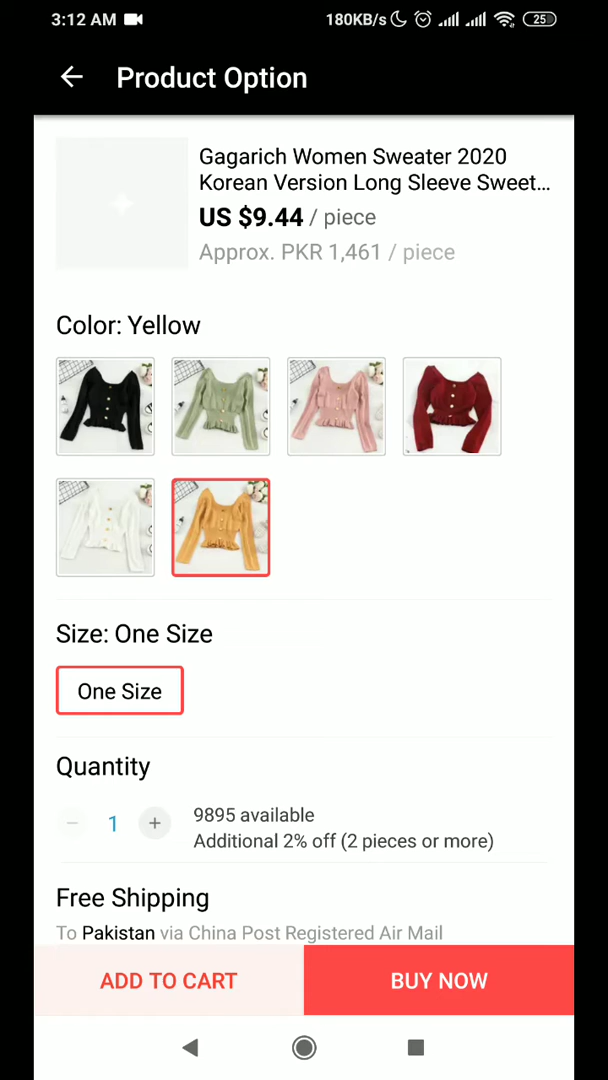 3:12 AM 180KB/s 25
Product Option
Gagarich Women Sweater 2020
Korean Version Long Sleeve Sweet...
US $9.44 / piece
Approx. PKR 1,461 / piece
Color: Yellow
Size: One Size
One Size
Quantity
− 1 + 9895 available
Additional 2% off (2 pieces or more)
Free Shipping
To Pakistan via China Post Registered Air Mail
ADD TO CART BUY NOW